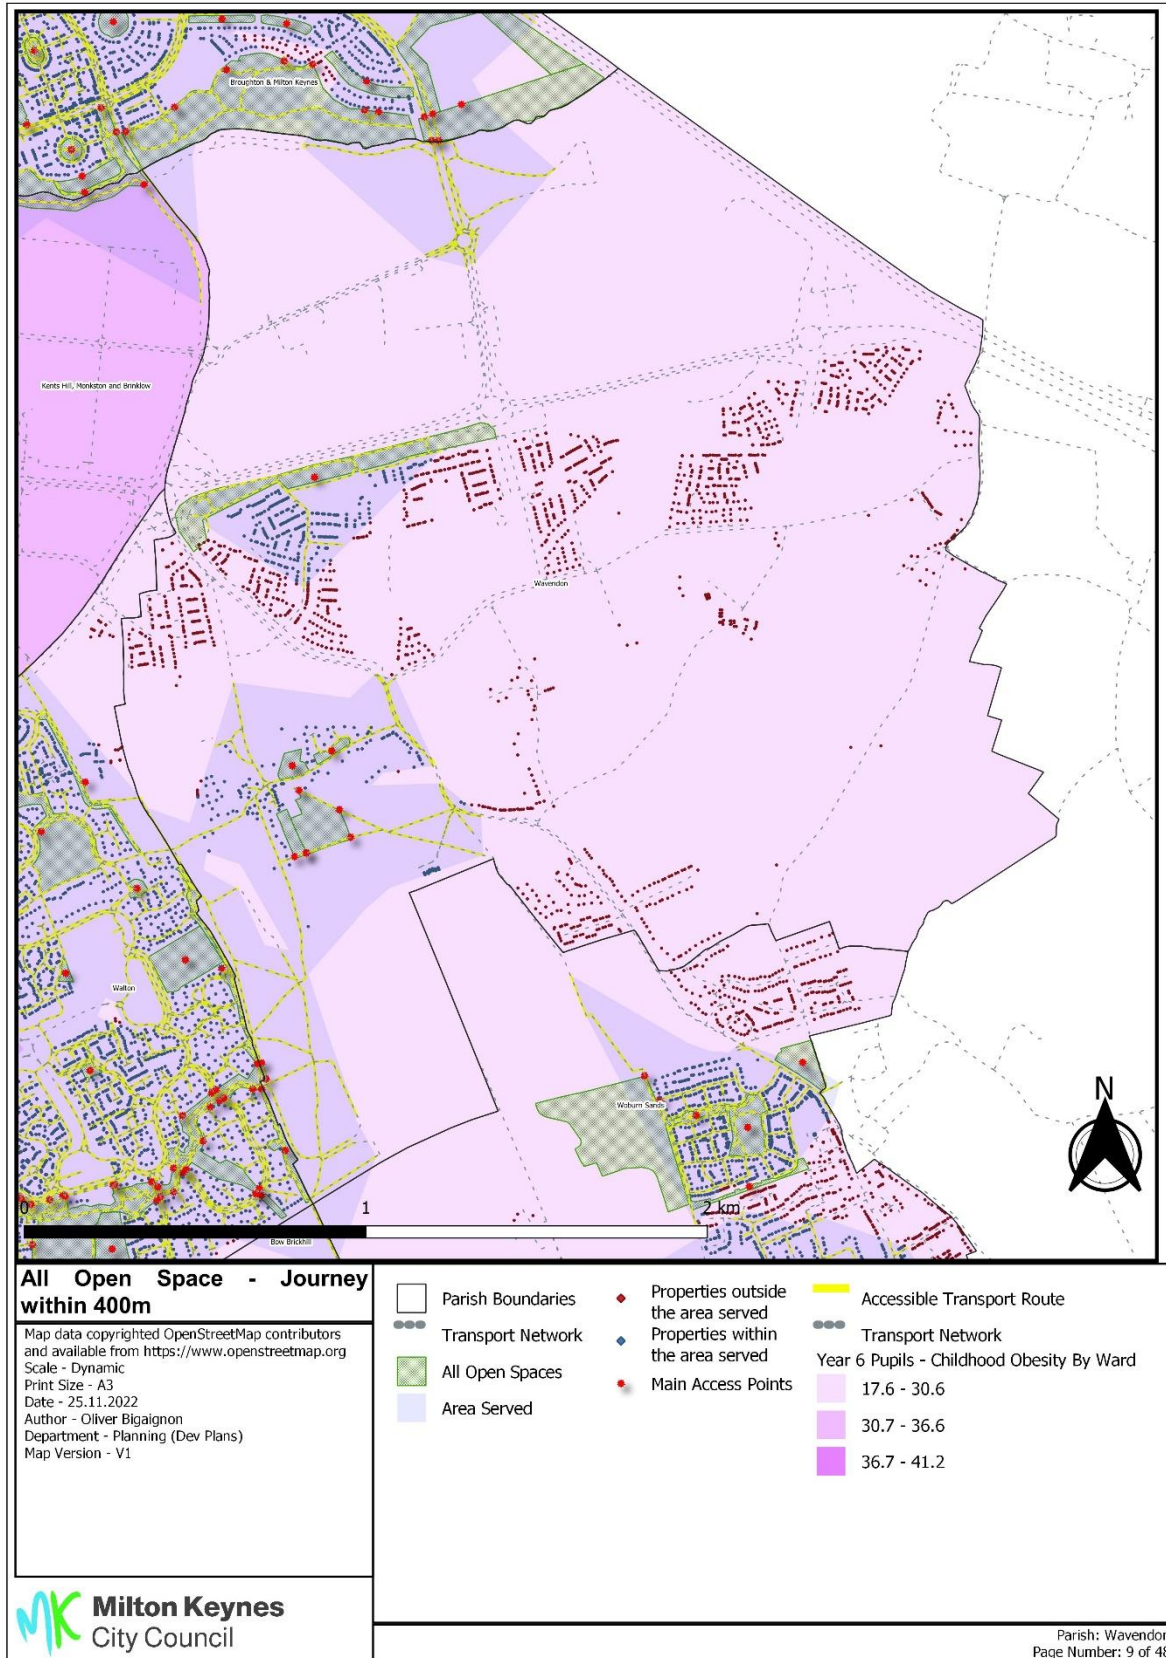 Broughton & Milton Keynes
Kents Hill, Monkston and Brinklow
Wavendon
Walton
Woburn Sands
N
0
1
2 km
Bow Brickhill
All Open Space - Journey
within 400m
Map data copyrighted OpenStreetMap contributors
and available from https://www.openstreetmap.org
Scale - Dynamic
Print Size - A3
Date - 25.11.2022
Author - Oliver Bigaignon
Department - Planning (Dev Plans)
Map Version - V1
MK Milton Keynes
City Council
Parish Boundaries
Transport Network
All Open Spaces
Area Served
Properties outside
the area served
Properties within
the area served
Main Access Points
Accessible Transport Route
Transport Network
Year 6 Pupils - Childhood Obesity By Ward
17.6 - 30.6
30.7 - 36.6
36.7 - 41.2
Parish: Wavendon
Page Number: 9 of 48